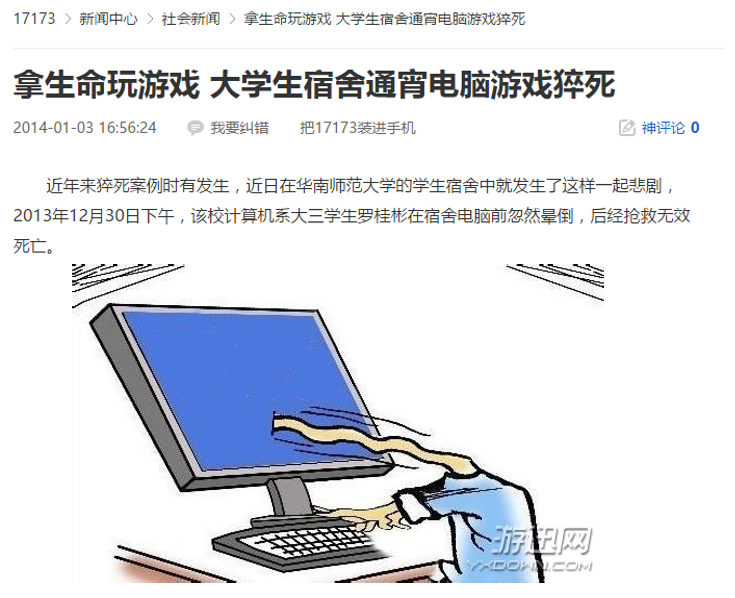 17173 > 新闻中心 > 社会新闻 > 拿生命玩游戏 大学生宿舍通宵电脑游戏猝死
拿生命玩游戏 大学生宿舍通宵电脑游戏猝死
2014-01-03 16:56:24 我要纠错 把17173装进手机 神评论 0
近年来猝死案例时有发生，近日在华南师范大学的学生宿舍中就发生了这样一起悲剧，
2013年12月30日下午，该校计算机系大三学生罗桂彬在宿舍电脑前忽然晕倒，后经抢救无效
死亡。
游迅网
YXDOWN.COM